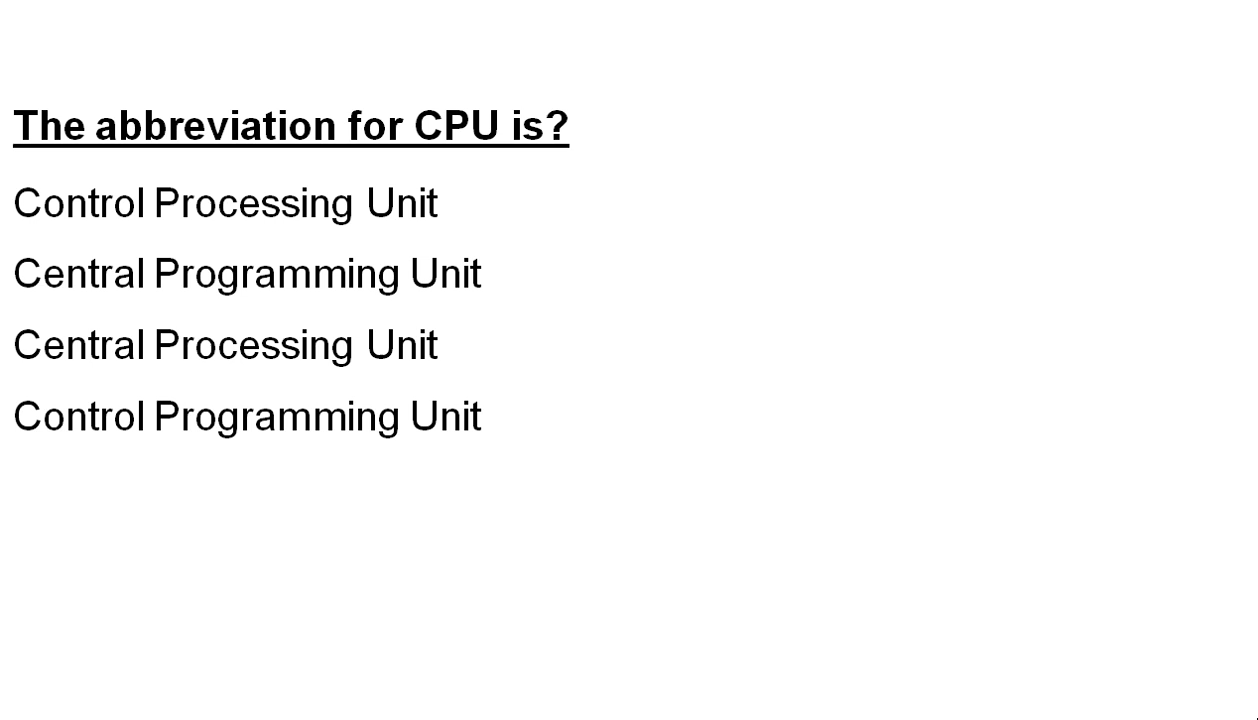 The abbreviation for CPU is?
Control Processing Unit
Central Programming Unit
Central Processing Unit
Control Programming Unit